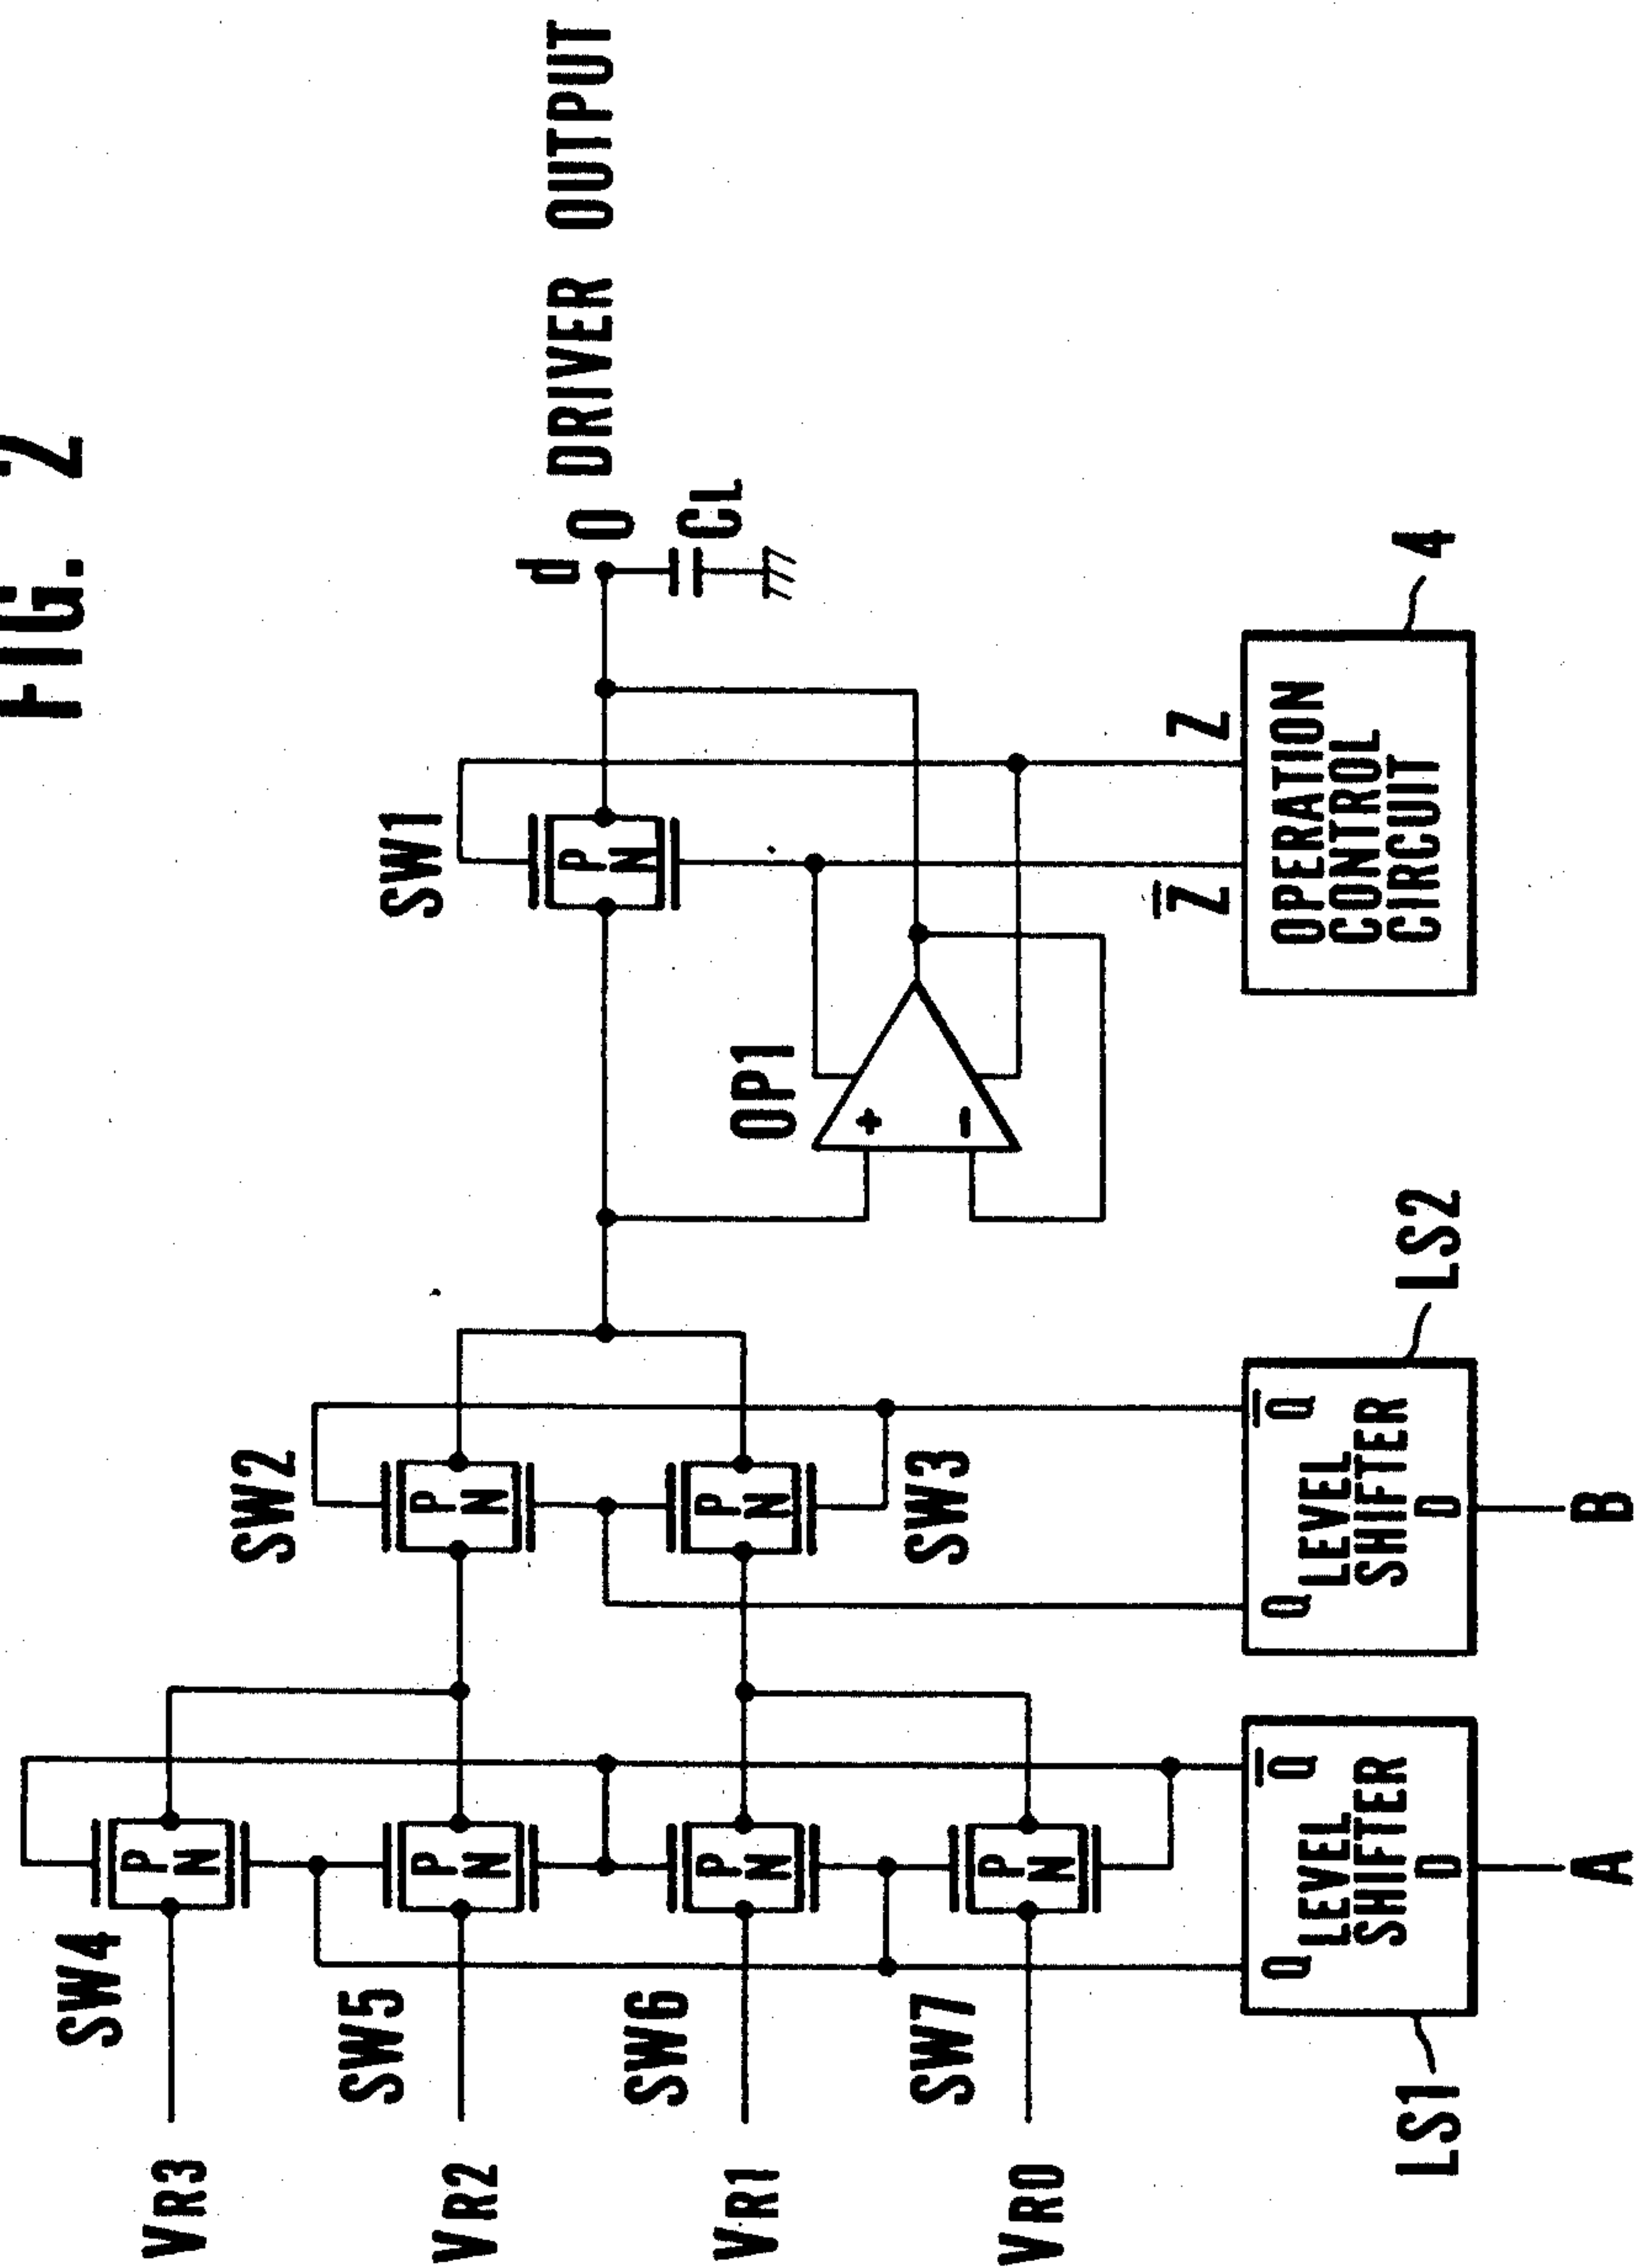 FIG. 2
VR3
SW4
P
N
VR2
SW5
P
N
SW2
P
N
VR1
SW6
P
N
SW3
P
N
VR0
SW7
P
N
SW1
P
N
d
O DRIVER OUTPUT
CL
OP1
+
−
Q Q̅
LEVEL
SHIFTER
D
LS1
A
Q Q̅
LEVEL
SHIFTER
D
LS2
B
Z̅ Z
OPERATION
CONTROL
CIRCUIT
4